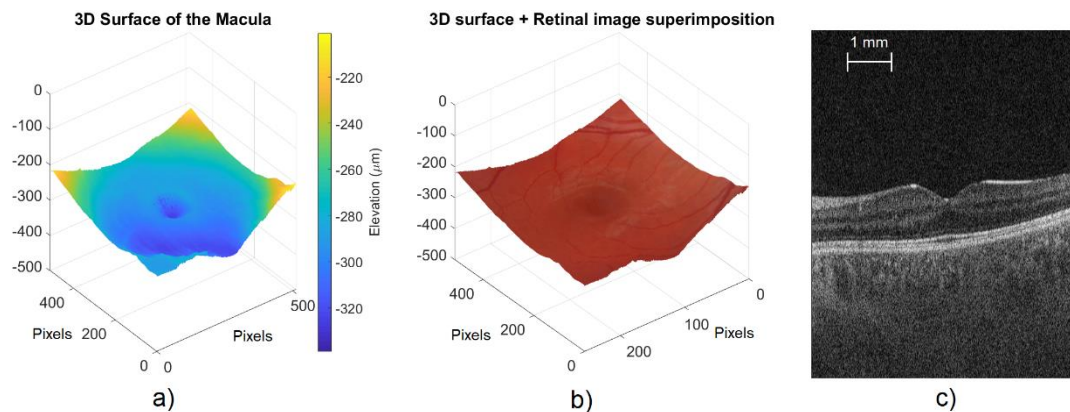 3D Surface of the Macula
0
-100
-200
-300
-400
-500
400
200
0
Pixels
0
500
Pixels
-220
-240
-260
-280
-300
-320
Elevation (μm)
a)
3D surface + Retinal image superimposition
0
-100
-200
-300
-400
-500
400
200
0
Pixels
200
100
0
Pixels
b)
1 mm
c)